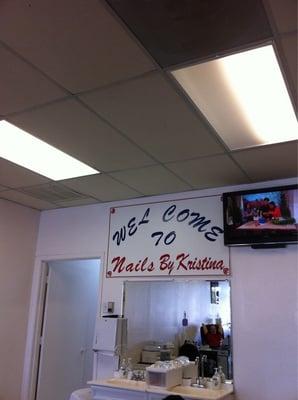 WEL COME
TO
Nails By Kristina